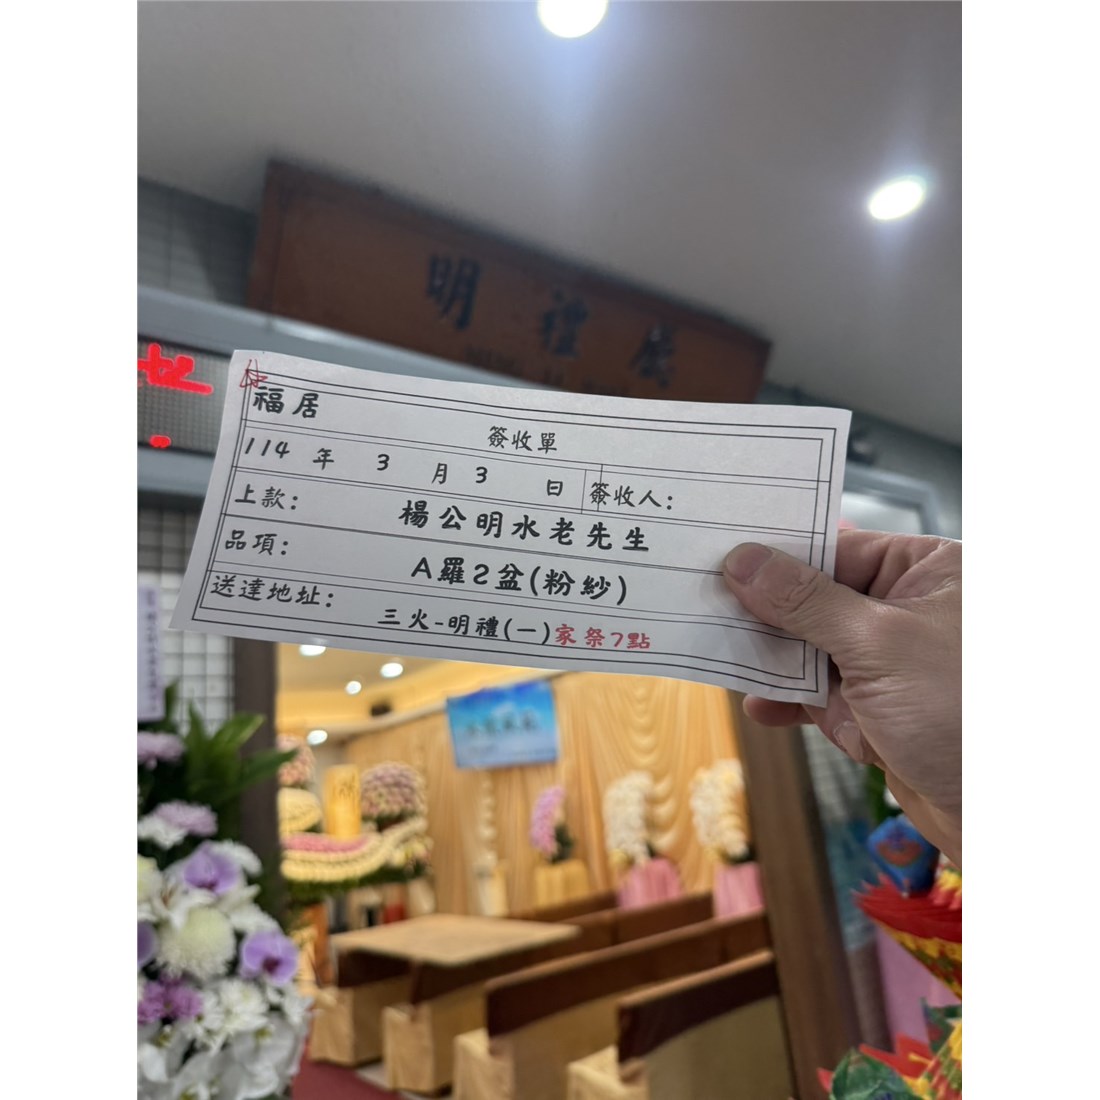 明禮廳
福居
簽收單
114 年 3 月 3 日 簽收人:
上款: 楊公明水老先生
品項: A羅2盆(粉紗)
送達地址: 三火-明禮(一)家祭7點